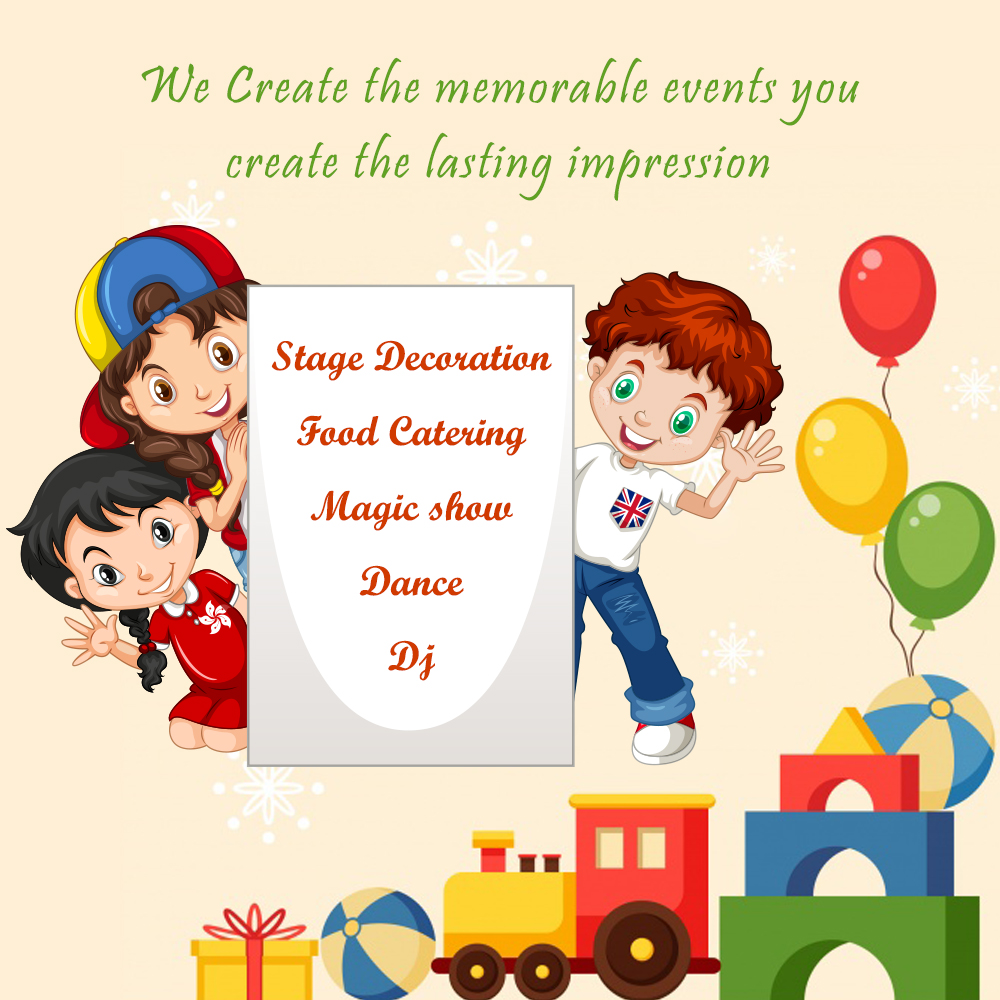 We Create the memorable events you
create the lasting impression
Stage Decoration
Food Catering
Magic show
Dance
Dj